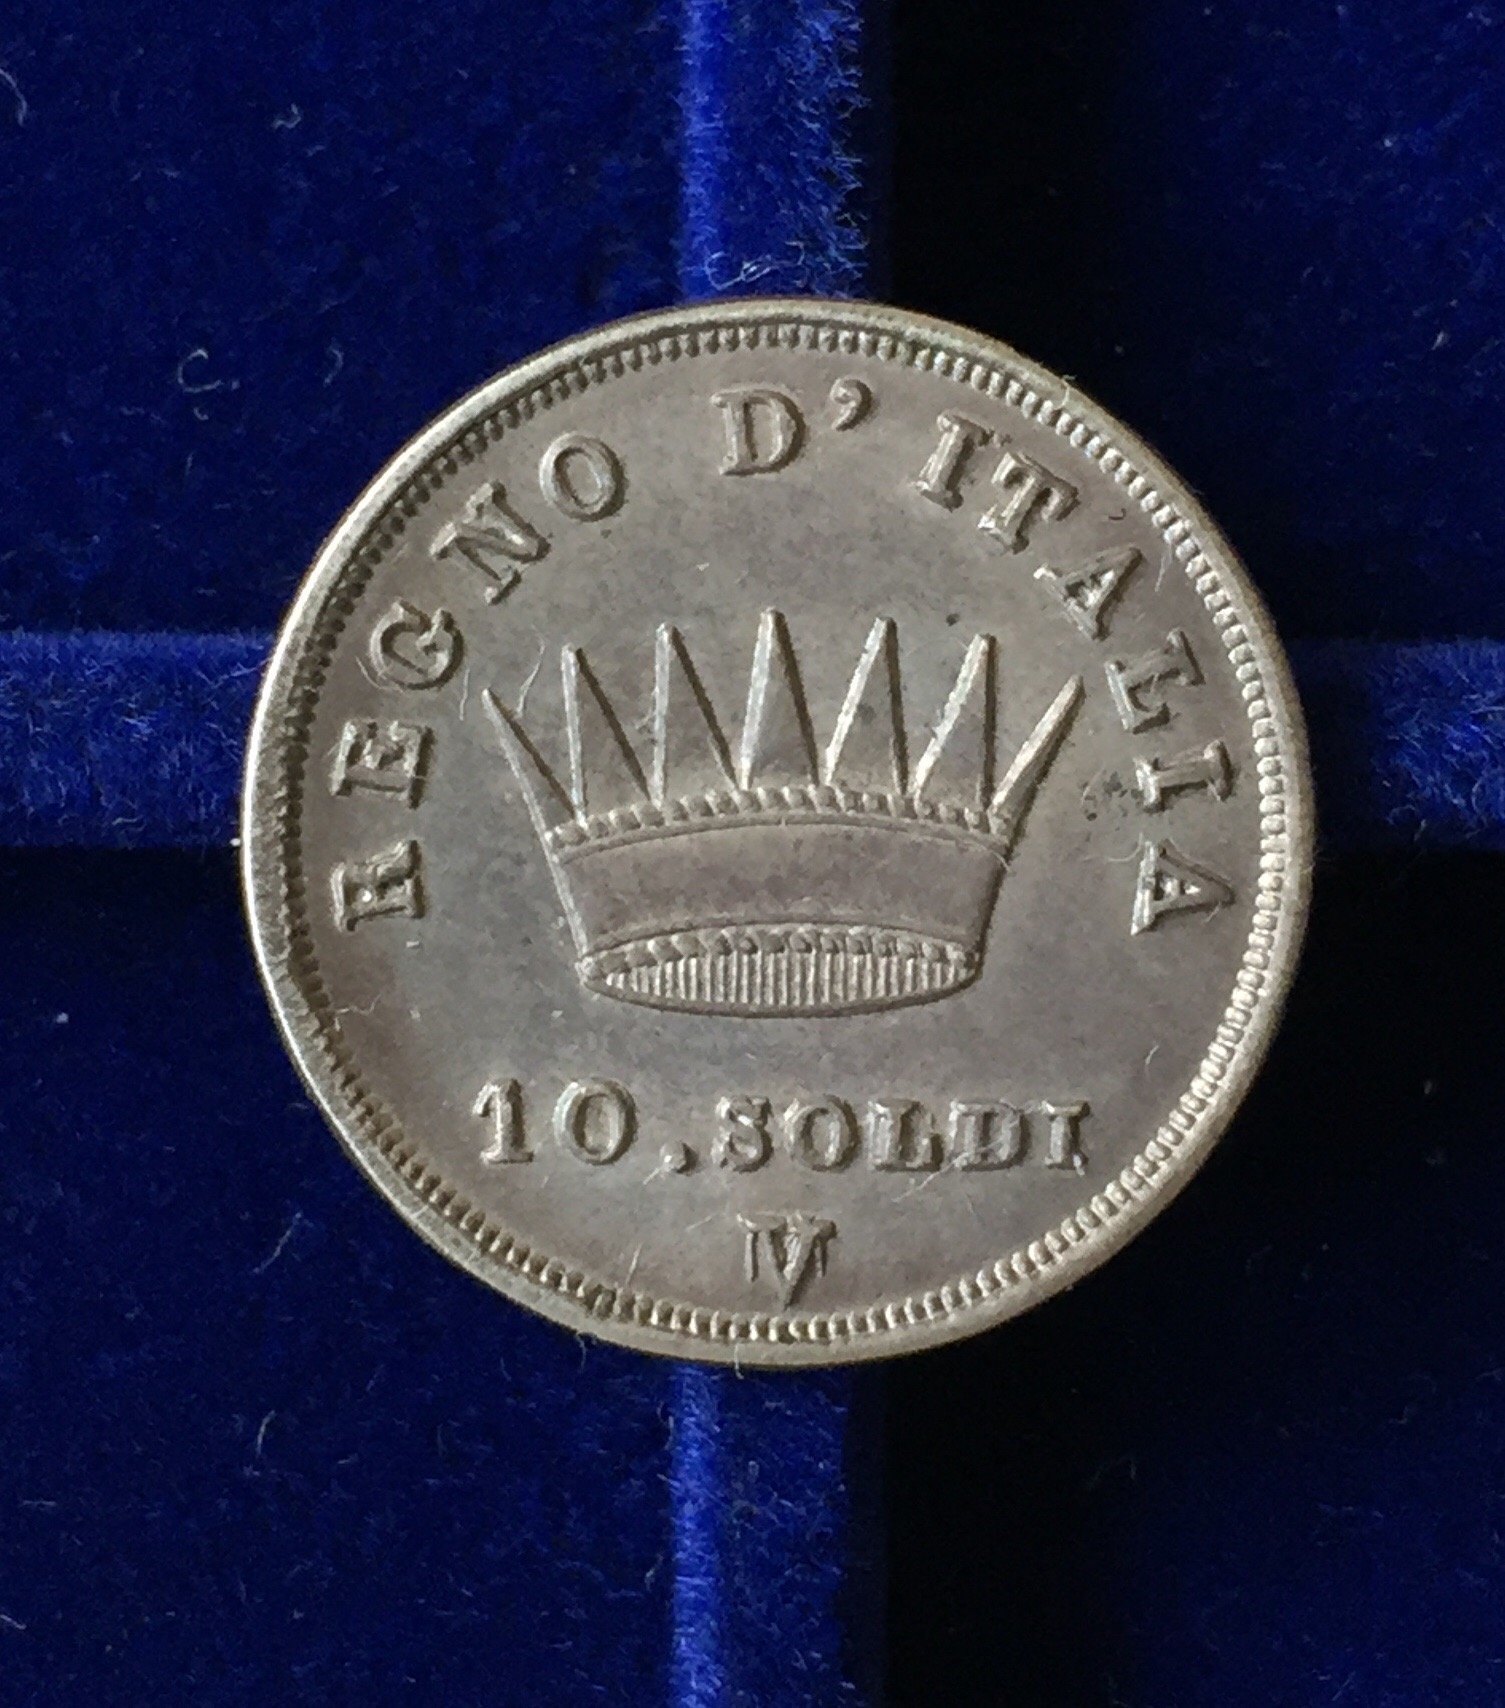 REGNO D'ITALIA
10.SOLDI
V